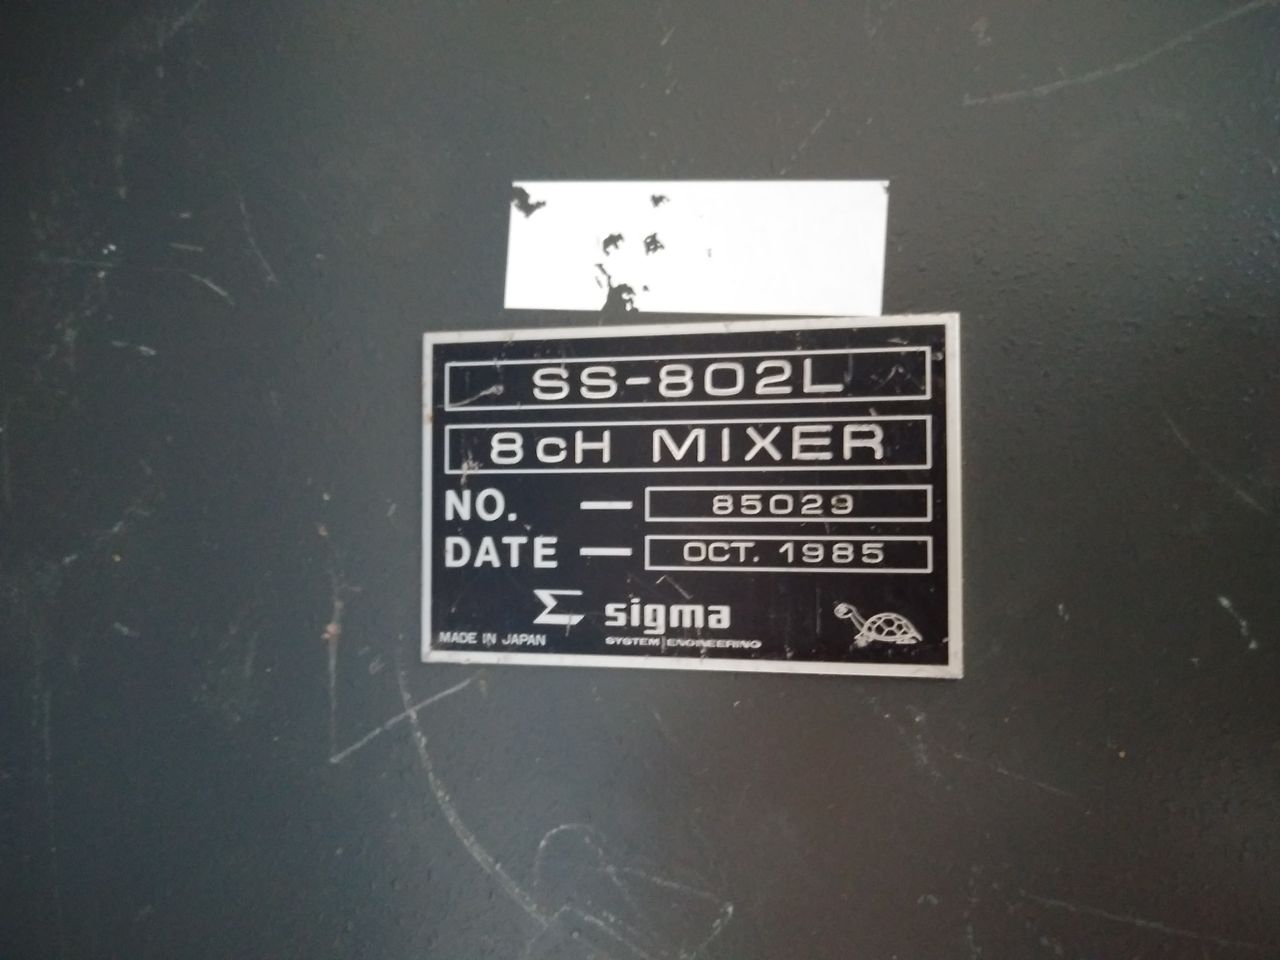 SS-802L
8cH MIXER
NO. — 85029
DATE — OCT. 1985
Σ sigma
MADE IN JAPAN SYSTEM ENGINEERING